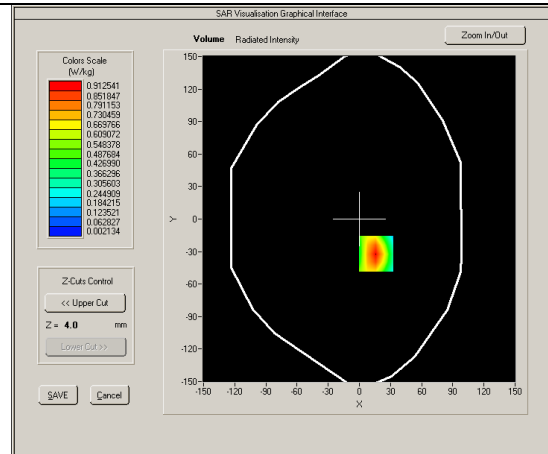 SAR Visualisation Graphical Interface
Volume Radiated Intensity
Zoom In/Out
Colors Scale
(W/kg)
0.912541
0.851847
0.791153
0.730459
0.669766
0.609072
0.548378
0.487684
0.426990
0.366296
0.305603
0.244909
0.184215
0.123521
0.062827
0.002134
Z-Cuts Control
<< Upper Cut
Z = 4.0 mm
Lower Cut >>
SAVE Cancel
150
120
90
60
30
0
-30
-60
-90
-120
-150
Y
-150 -120 -90 -60 -30 0 30 60 90 120 150
X